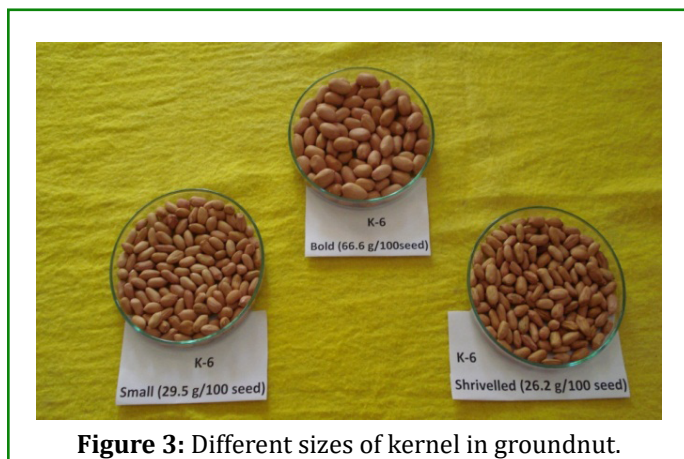 K-6
Bold (66.6 g/100seed)
K-6
Small (29.5 g/100 seed)
K-6
Shrivelled (26.2 g/100 seed)
Figure 3: Different sizes of kernel in groundnut.